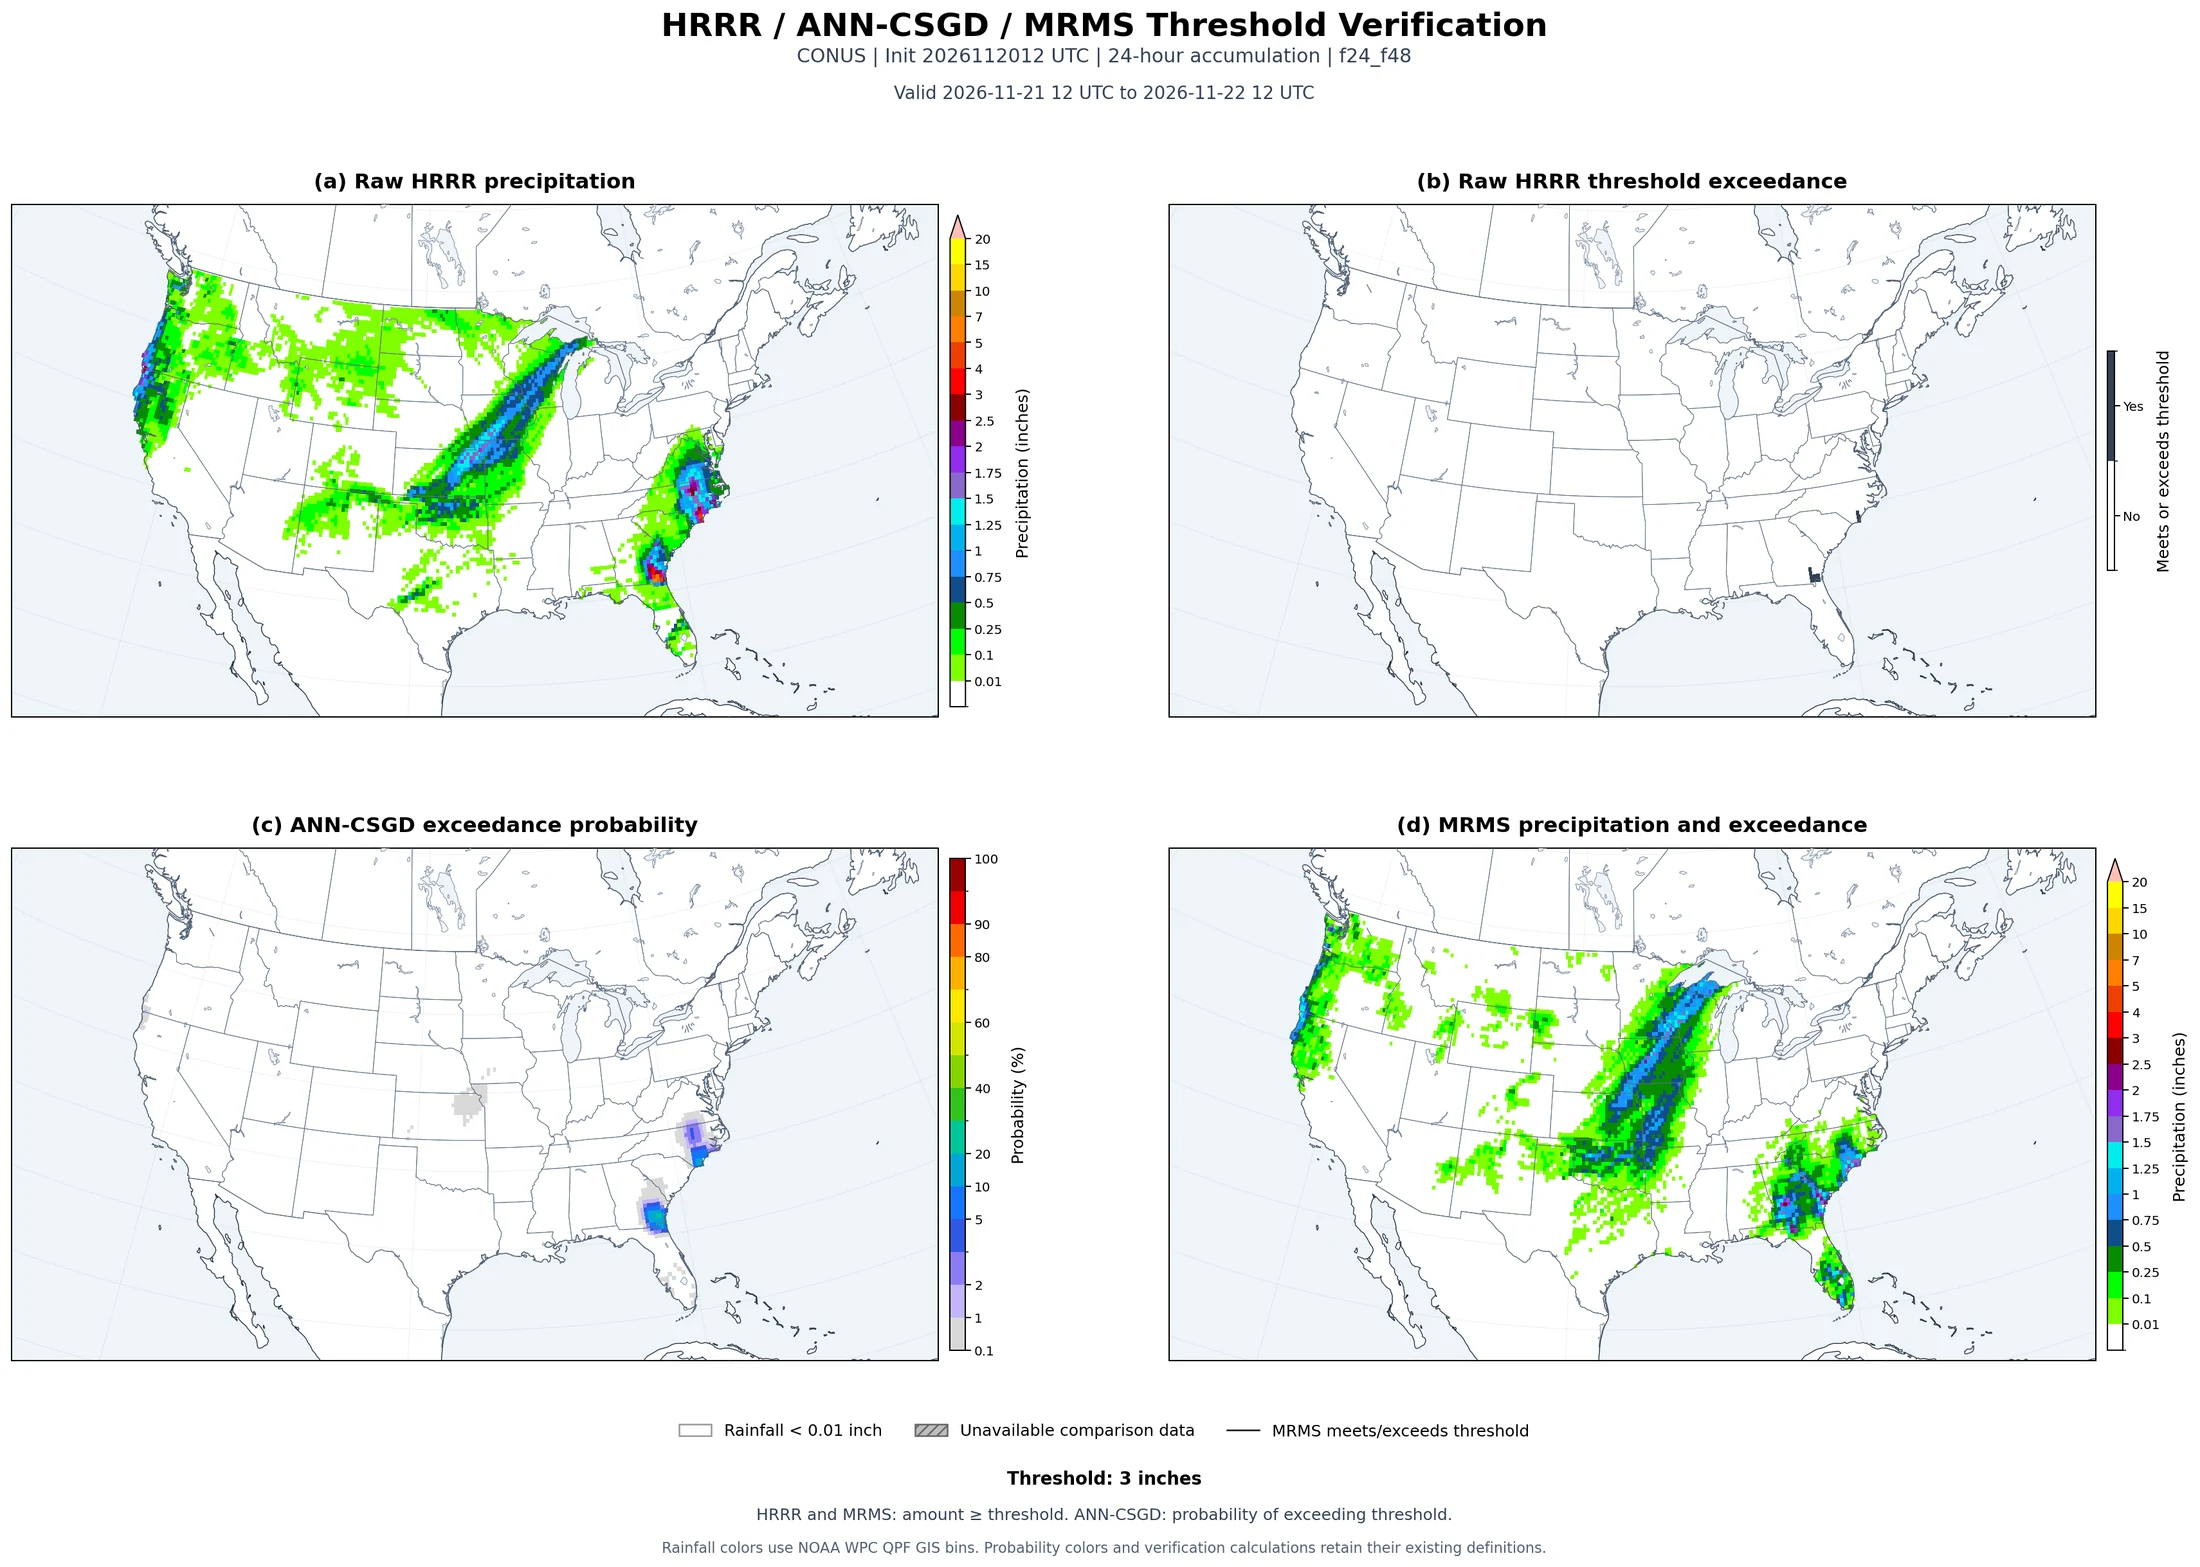 HRRR / ANN-CSGD / MRMS Threshold Verification
CONUS | Init 2026112012 UTC | 24-hour accumulation | f24_f48
Valid 2026-11-21 12 UTC to 2026-11-22 12 UTC
(a) Raw HRRR precipitation
20
15
10
7
5
4
3
2.5
2
1.75
1.5
1.25
1
0.75
0.5
0.25
0.1
0.01
Precipitation (inches)
(b) Raw HRRR threshold exceedance
Yes
No
Meets or exceeds threshold
(c) ANN-CSGD exceedance probability
100
90
80
60
40
20
10
5
2
1
0.1
Probability (%)
(d) MRMS precipitation and exceedance
20
15
10
7
5
4
3
2.5
2
1.75
1.5
1.25
1
0.75
0.5
0.25
0.1
0.01
Precipitation (inches)
Rainfall < 0.01 inch
Unavailable comparison data
MRMS meets/exceeds threshold
Threshold: 3 inches
HRRR and MRMS: amount ≥ threshold. ANN-CSGD: probability of exceeding threshold.
Rainfall colors use NOAA WPC QPF GIS bins. Probability colors and verification calculations retain their existing definitions.